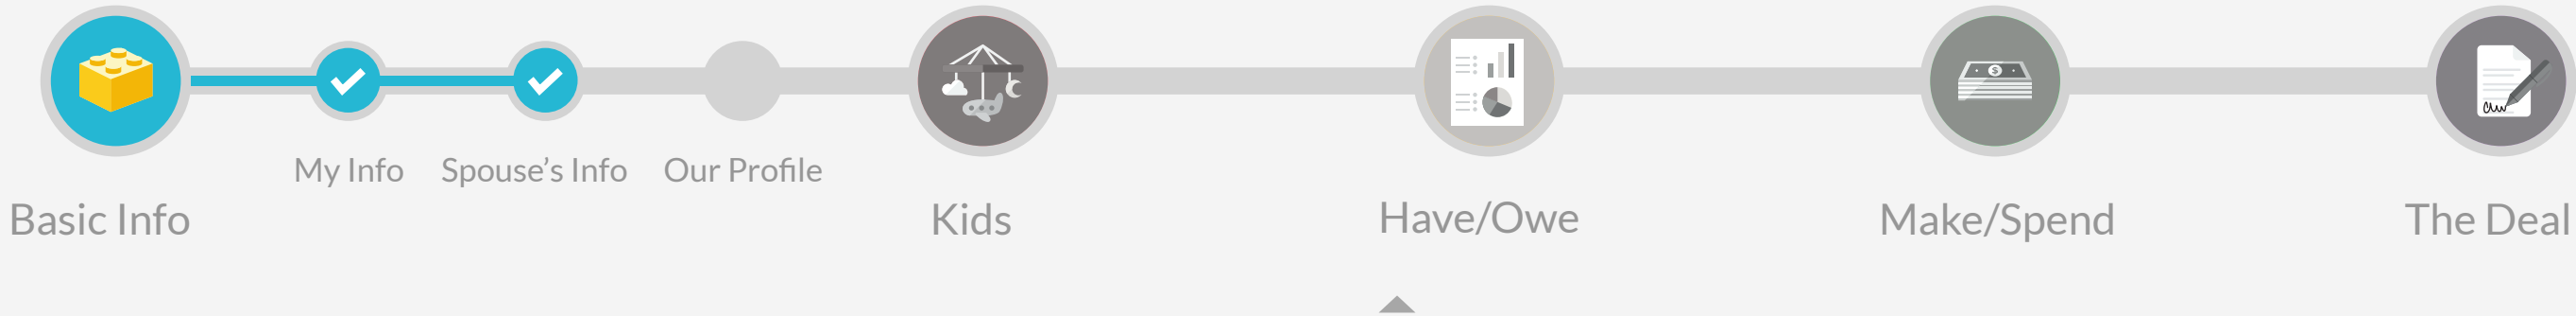 My Info
Spouse's Info
Our Profile
Basic Info
Kids
Have/Owe
Make/Spend
The Deal